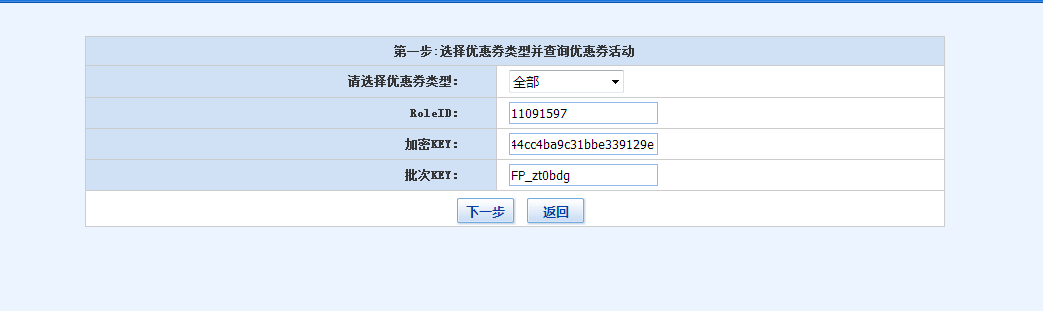 第一步:选择优惠券类型并查询优惠券活动
请选择优惠券类型: 全部
RoleID: 11091597
加密KEY: 44cc4ba9c31bbe339129e
批次KEY: FP_zt0bdg
下一步 返回